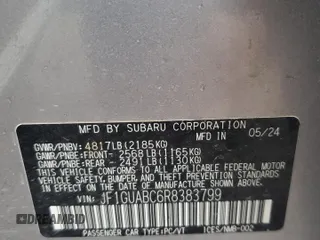 MFD BY SUBARU CORPORATION
MADE IN JAPAN 05/24
GVWR/PNBV: 4817LB(2185KG)
GAWR/PNBE:FRONT- 2568LB(1165KG)
GAWR/PNBE:REAR - 2491LB(1130KG)
THIS VEHICLE CONFORMS TO ALL APPLICABLE FEDERAL MOTOR
VEHICLE SAFETY, BUMPER, AND THEFT PREVENTION STANDARDS
IN EFFECT ON THE DATE OF MANUFACTURE SHOWN ABOVE.
VIN: JF1GUABC6R8383799
PASSENGER CAR TYPE(PC/VT) ICES/NMB-002